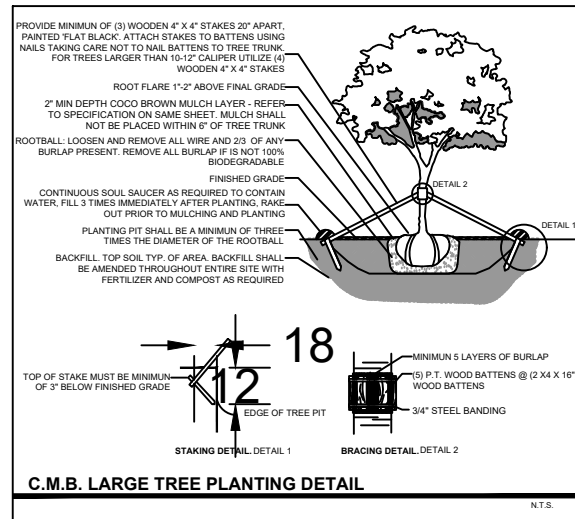 PROVIDE MINIMUN OF (3) WOODEN 4" X 4" STAKES 20" APART,
PAINTED 'FLAT BLACK'. ATTACH STAKES TO BATTENS USING
NAILS TAKING CARE NOT TO NAIL BATTENS TO TREE TRUNK.
FOR TREES LARGER THAN 10-12" CALIPER UTILIZE (4)
WOODEN 4" X 4" STAKES
ROOT FLARE 1"-2" ABOVE FINAL GRADE
2" MIN DEPTH COCO BROWN MULCH LAYER - REFER
TO SPECIFICATION ON SAME SHEET. MULCH SHALL
NOT BE PLACED WITHIN 6" OF TREE TRUNK
ROOTBALL: LOOSEN AND REMOVE ALL WIRE AND 2/3 OF ANY
BURLAP PRESENT. REMOVE ALL BURLAP IF IS NOT 100%
BIODEGRADABLE
FINISHED GRADE
CONTINUOUS SOUL SAUCER AS REQUIRED TO CONTAIN
WATER, FILL 3 TIMES IMMEDIATELY AFTER PLANTING, RAKE
OUT PRIOR TO MULCHING AND PLANTING
PLANTING PIT SHALL BE A MINIMUN OF THREE
TIMES THE DIAMETER OF THE ROOTBALL
BACKFILL. TOP SOIL TYP. OF AREA. BACKFILL SHALL
BE AMENDED THROUGHOUT ENTIRE SITE WITH
FERTILIZER AND COMPOST AS REQUIRED
DETAIL 2
DETAIL 1
18
12
TOP OF STAKE MUST BE MINIMUN
OF 3" BELOW FINISHED GRADE
EDGE OF TREE PIT
STAKING DETAIL. DETAIL 1
MINIMUN 5 LAYERS OF BURLAP
(5) P.T. WOOD BATTENS @ (2 X4 X 16"
WOOD BATTENS
3/4" STEEL BANDING
BRACING DETAIL. DETAIL 2
C.M.B. LARGE TREE PLANTING DETAIL
N.T.S.